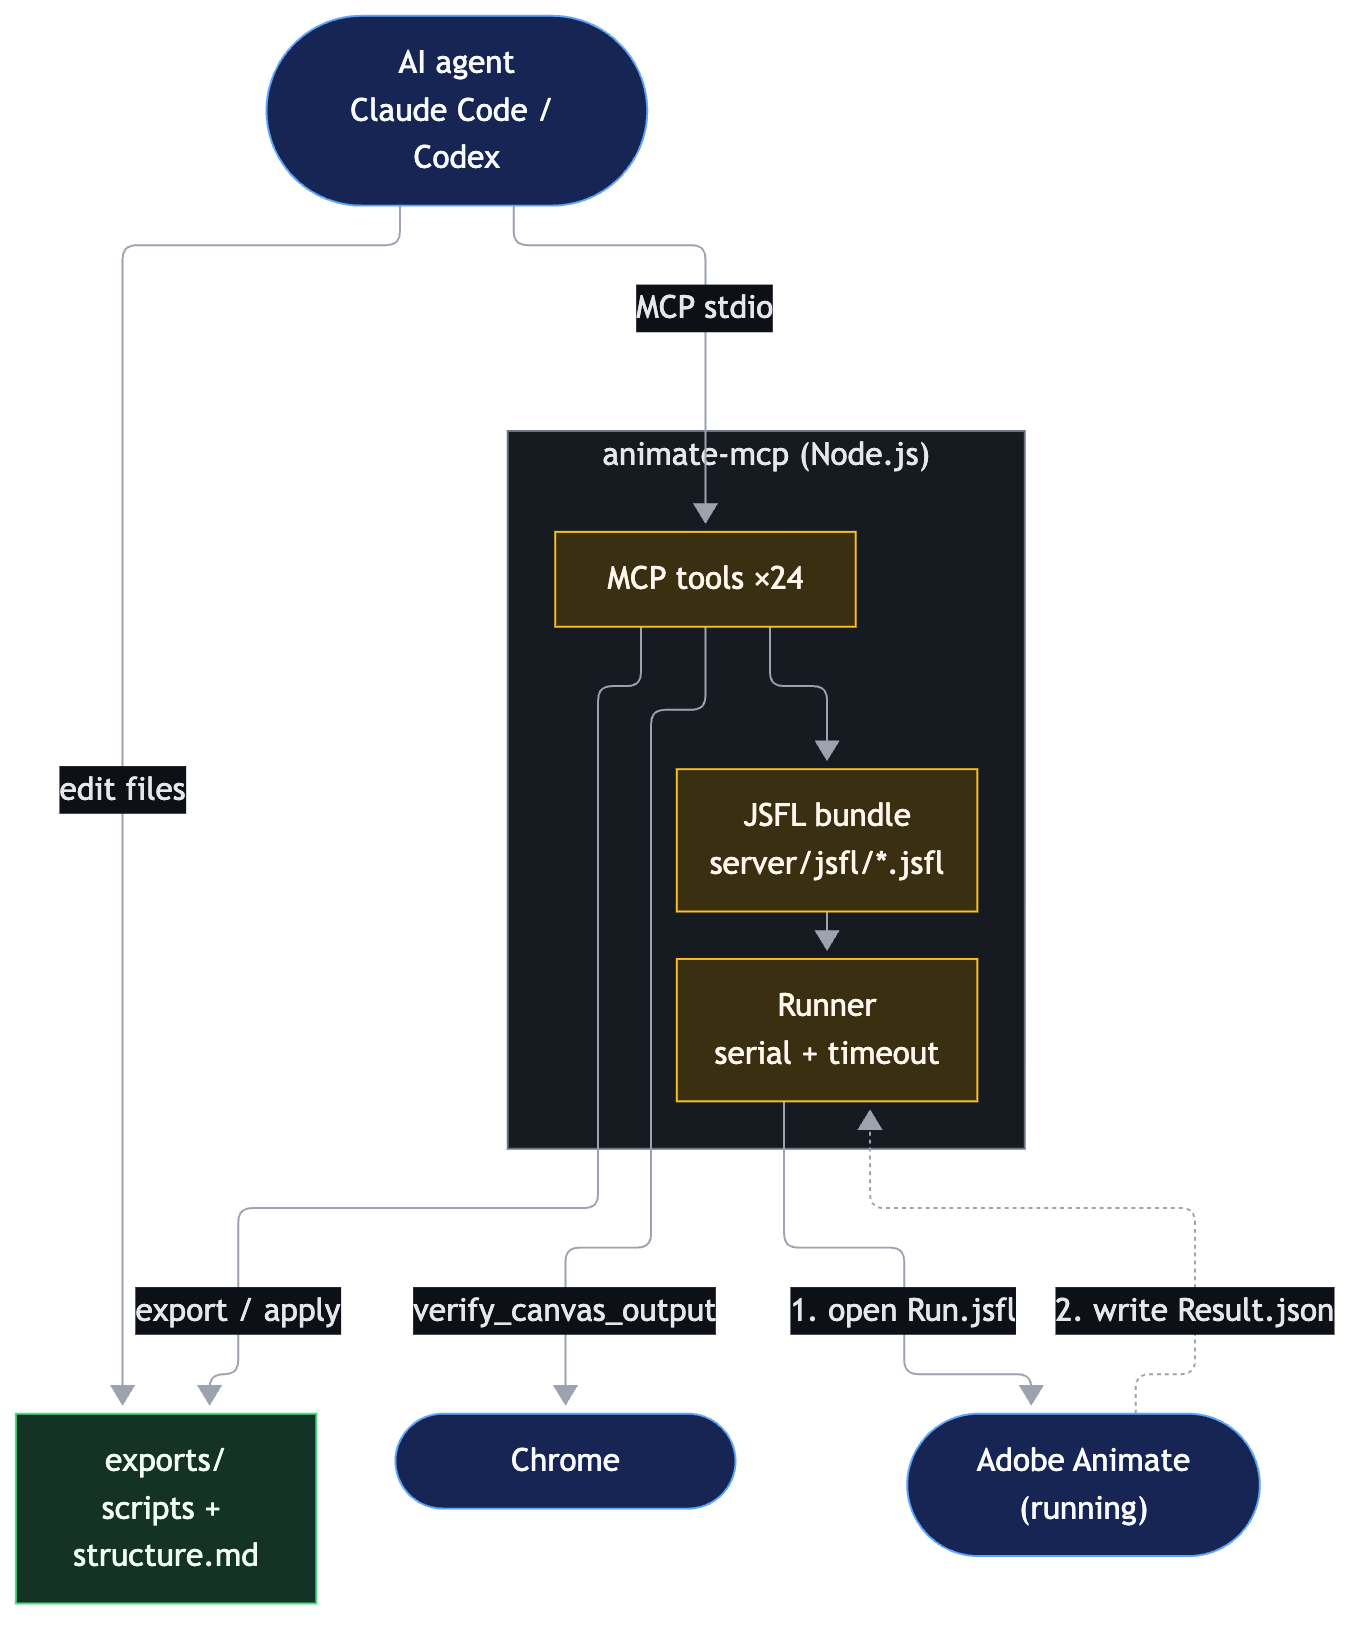 AI agent
Claude Code /
Codex
MCP stdio
animate-mcp (Node.js)
MCP tools ×24
edit files
JSFL bundle
server/jsfl/*.jsfl
Runner
serial + timeout
export / apply
verify_canvas_output
1. open Run.jsfl
2. write Result.json
exports/
scripts +
structure.md
Chrome
Adobe Animate
(running)